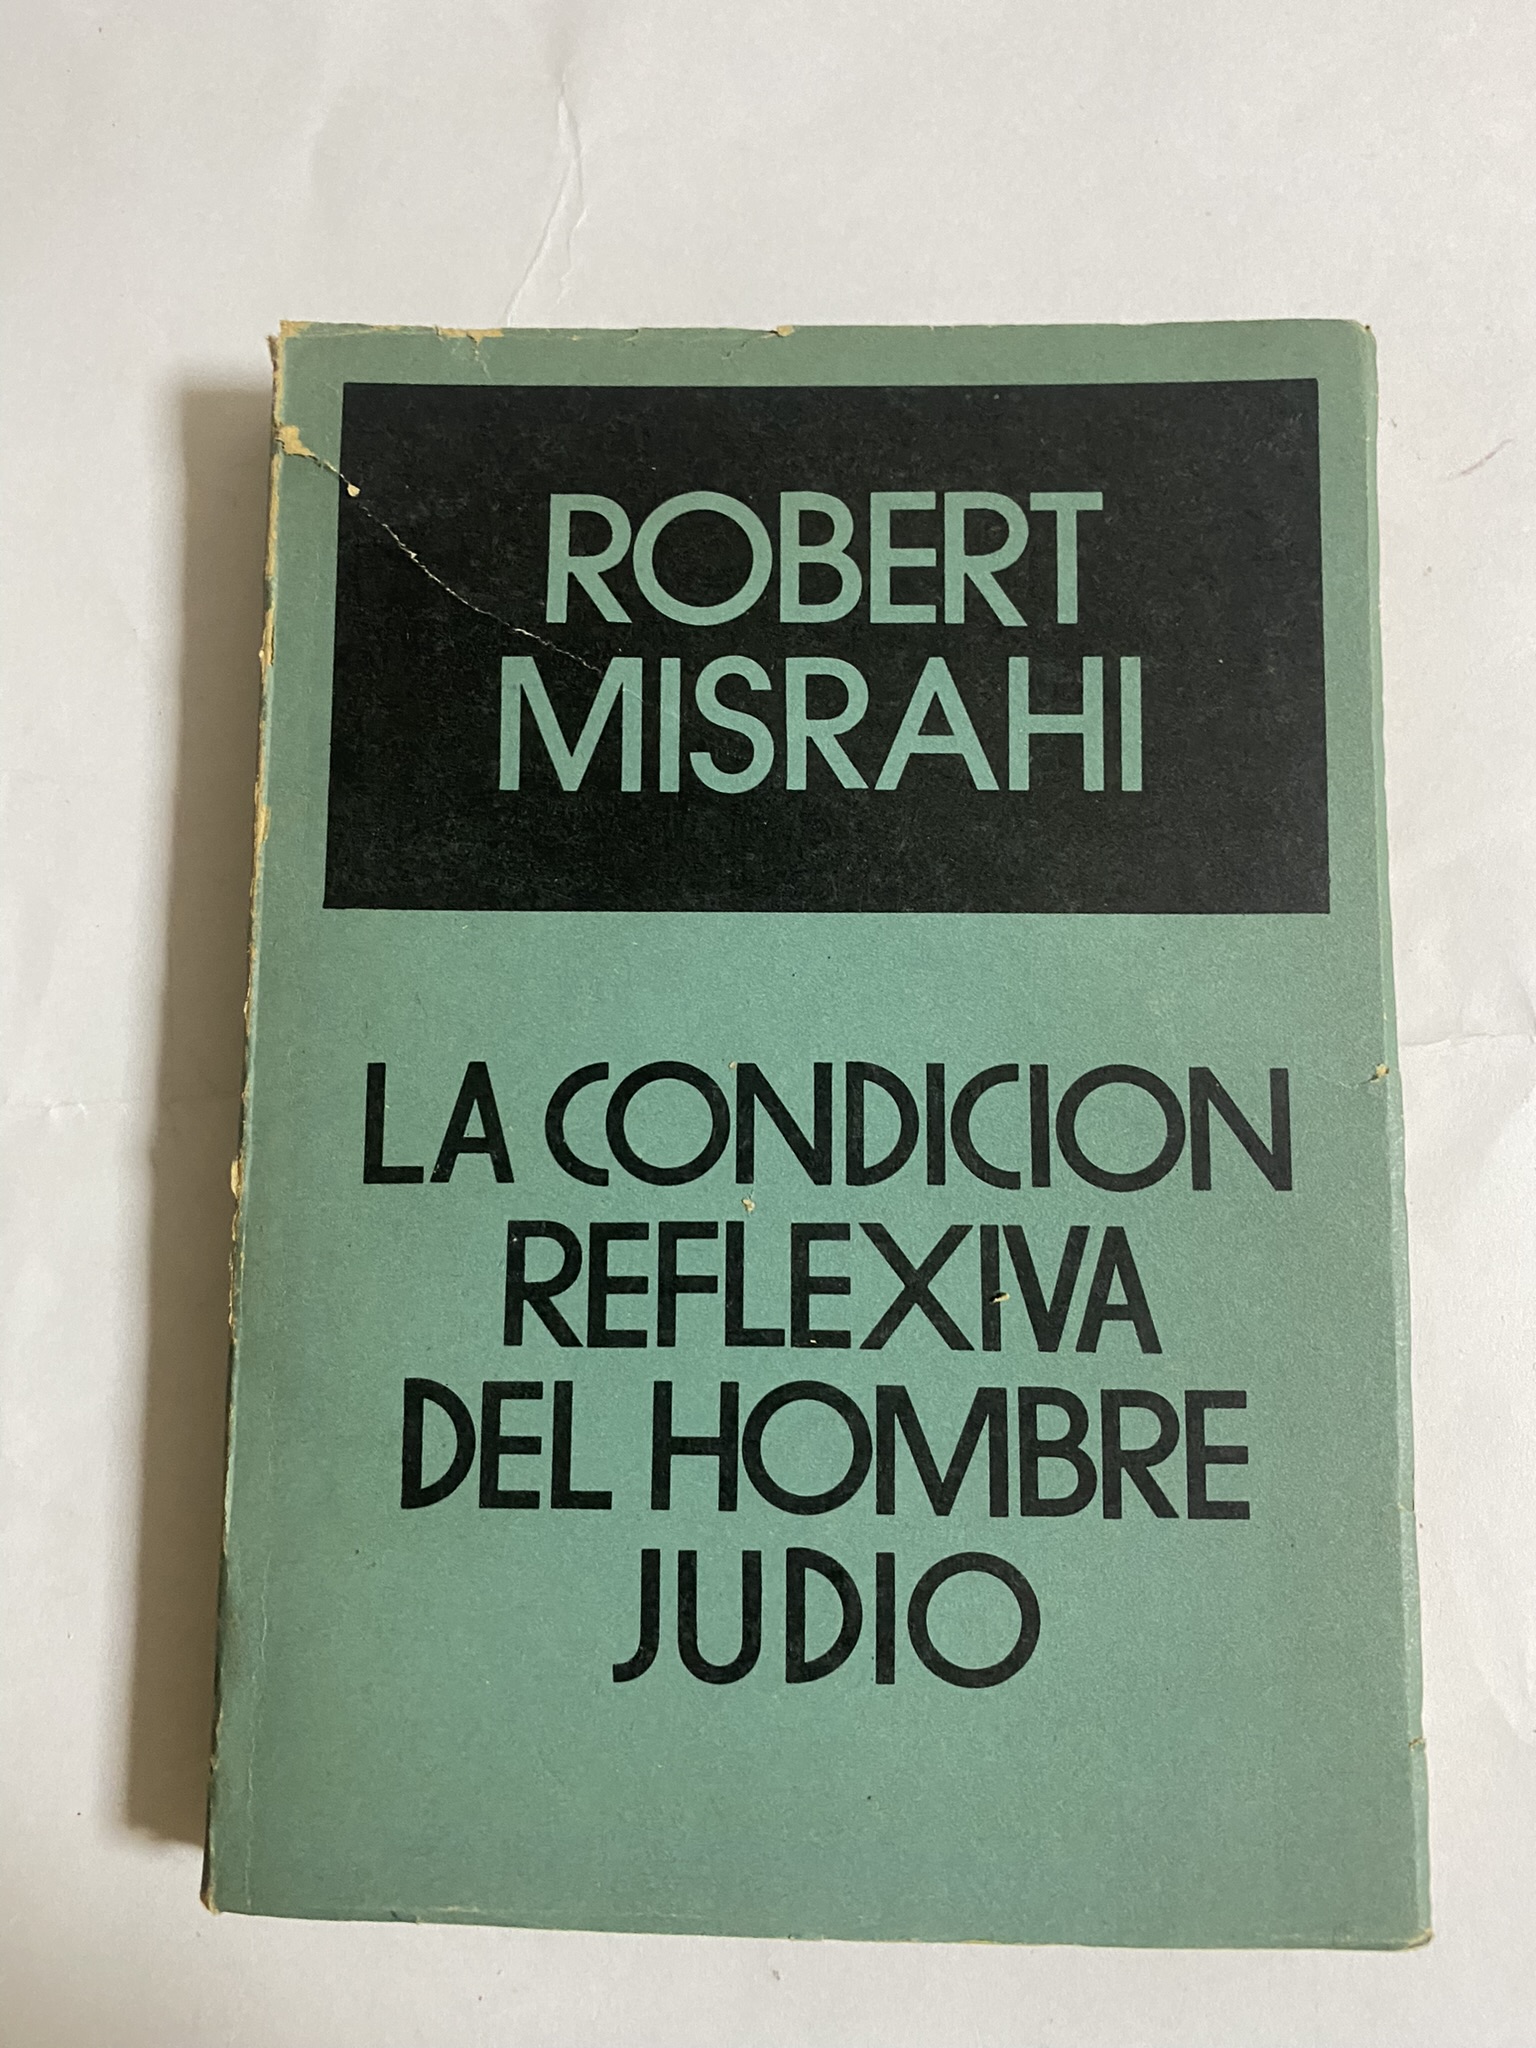 ROBERT
MISRAHI
LA CONDICION
REFLEXIVA
DEL HOMBRE
JUDIO